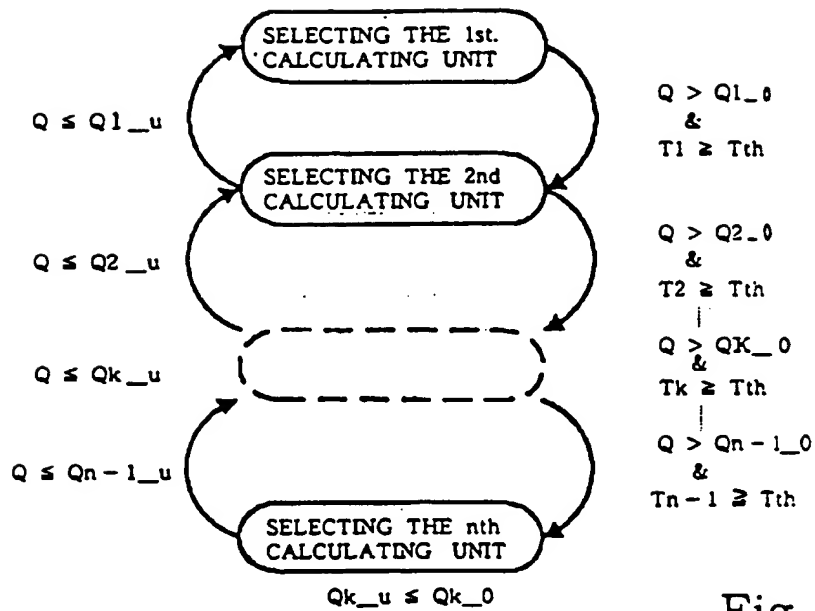 SELECTING THE 1st.
CALCULATING UNIT
Q ≤ Q1_u
Q > Q1_0
&
T1 ≧ Tth
SELECTING THE 2nd
CALCULATING UNIT
Q ≤ Q2_u
Q > Q2_0
&
T2 ≧ Tth
Q ≤ Qk_u
Q > QK_0
&
Tk ≧ Tth
Q ≤ Qn-1_u
Q > Qn-1_0
&
Tn-1 ≧ Tth
SELECTING THE nth
CALCULATING UNIT
Qk_u ≤ Qk_0
Fig